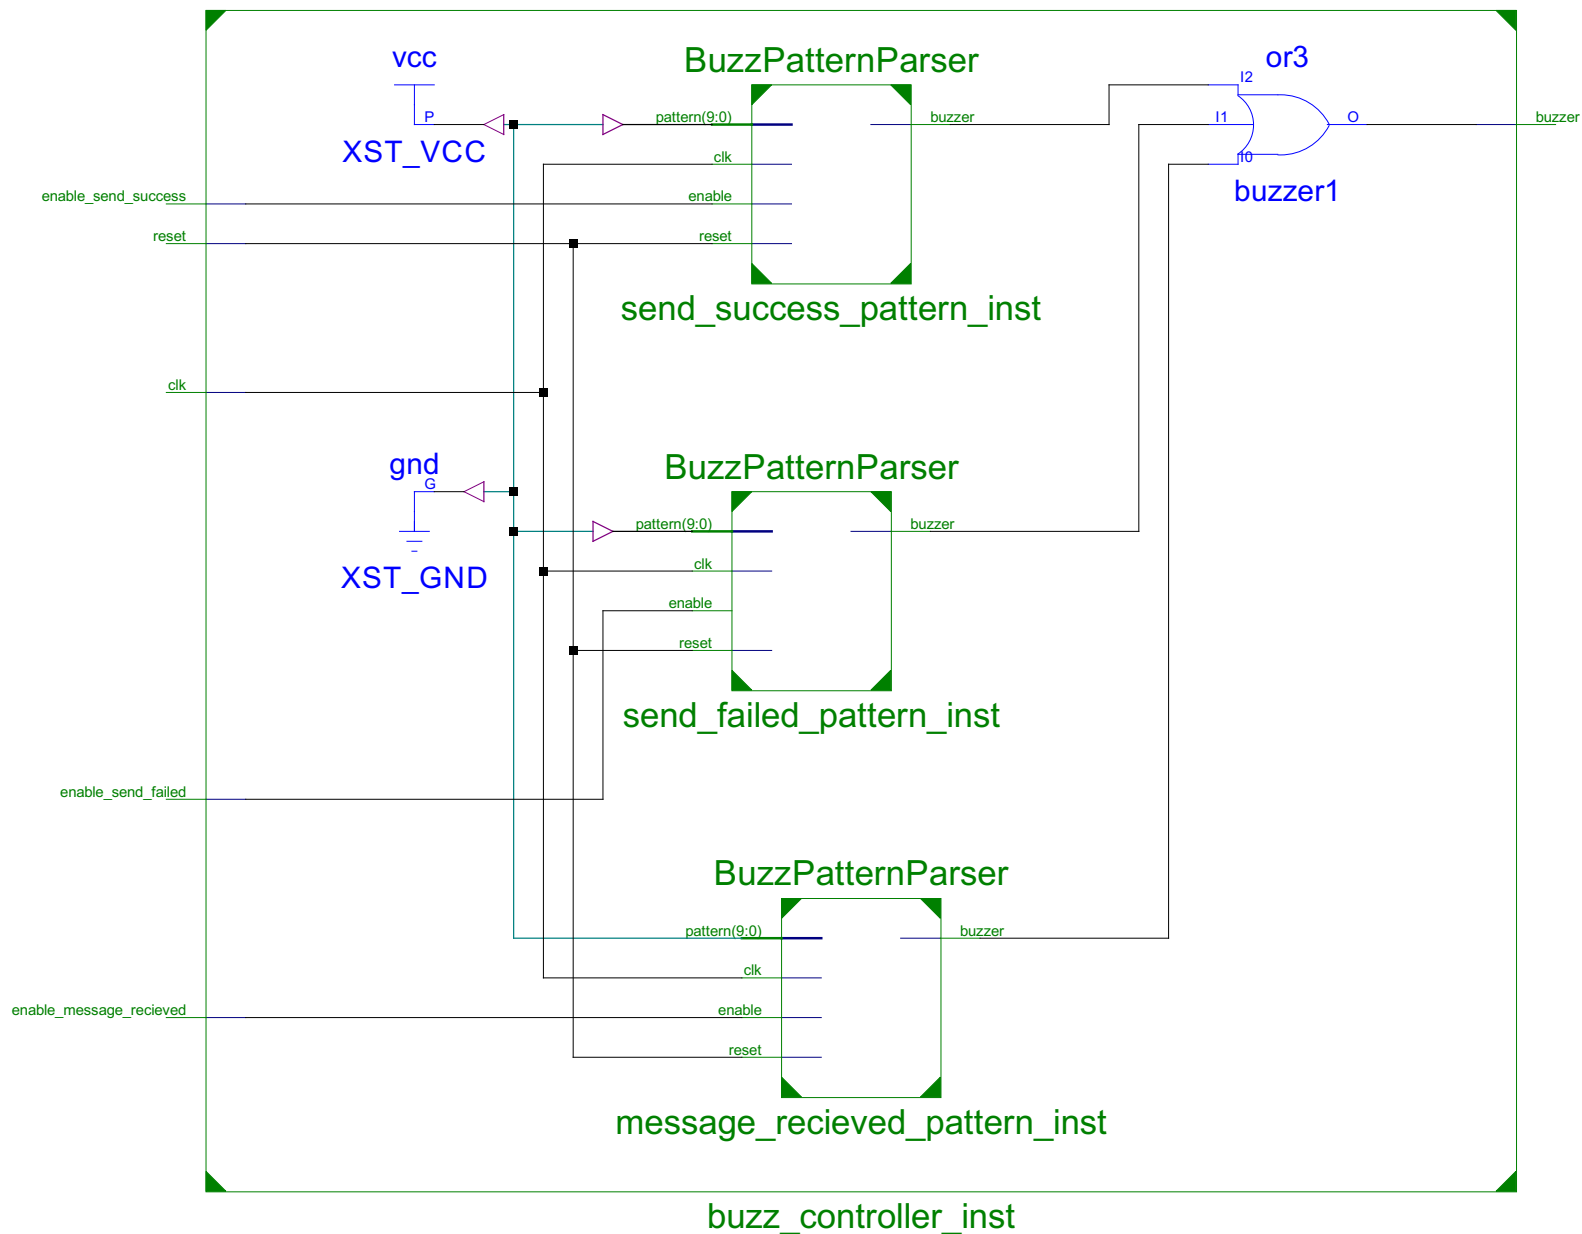 vcc
P
XST_VCC
BuzzPatternParser
pattern(9:0)
clk
enable
reset
buzzer
send_success_pattern_inst
or3
I2
I1
I0
O
buzzer1
buzzer
enable_send_success
reset
clk
gnd
G
XST_GND
BuzzPatternParser
pattern(9:0)
clk
enable
reset
buzzer
send_failed_pattern_inst
enable_send_failed
BuzzPatternParser
pattern(9:0)
clk
enable
reset
buzzer
message_recieved_pattern_inst
enable_message_recieved
buzz_controller_inst